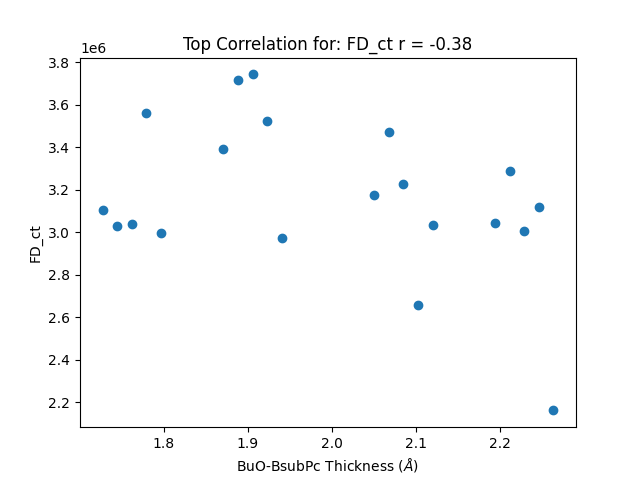 Top Correlation for: FD_ct r = -0.38
1e6
3.8
3.6
3.4
3.2
3.0
2.8
2.6
2.4
2.2
FD_ct
1.8 1.9 2.0 2.1 2.2
BuO-BsubPc Thickness (Å)